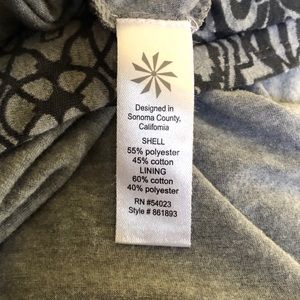 Designed in
Sonoma County,
California
SHELL
55% polyester
45% cotton
LINING
60% cotton
40% polyester
RN #54023
Style # 861893